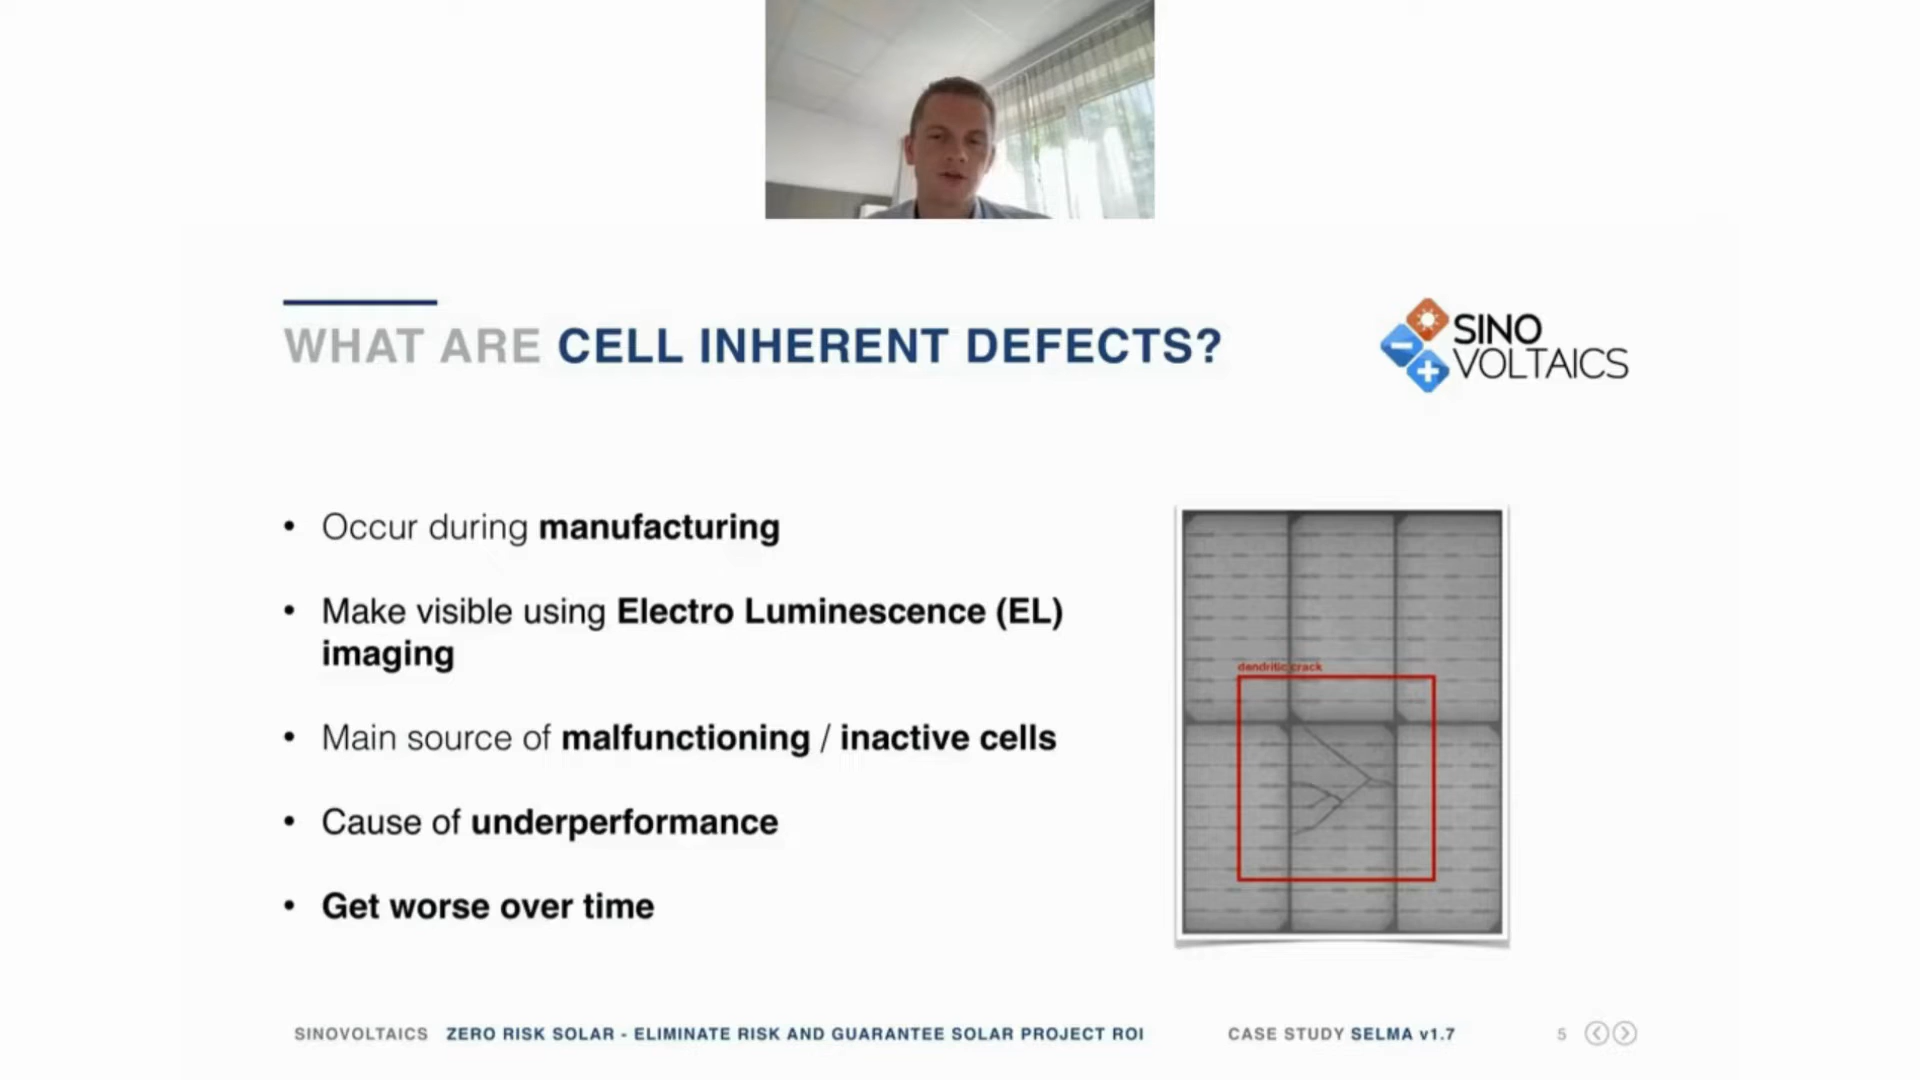 WHAT ARE CELL INHERENT DEFECTS?
SINO
VOLTAICS
• Occur during manufacturing
• Make visible using Electro Luminescence (EL)
imaging
• Main source of malfunctioning / inactive cells
• Cause of underperformance
• Get worse over time
dendritic crack
SINOVOLTAICS ZERO RISK SOLAR - ELIMINATE RISK AND GUARANTEE SOLAR PROJECT ROI CASE STUDY SELMA v1.7 5